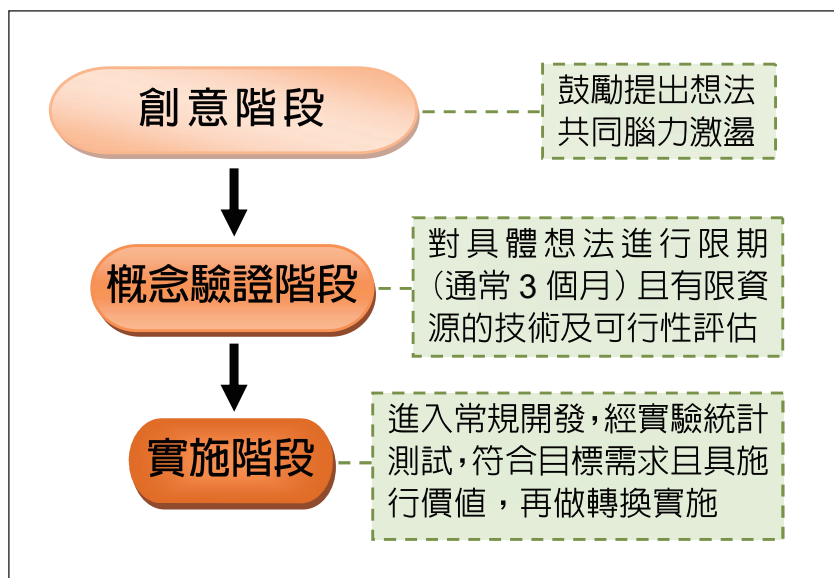 創意階段
鼓勵提出想法
共同腦力激盪
概念驗證階段
對具體想法進行限期
（通常 3 個月）且有限資
源的技術及可行性評估
實施階段
進入常規開發，經實驗統計
測試，符合目標需求且具施
行價值，再做轉換實施